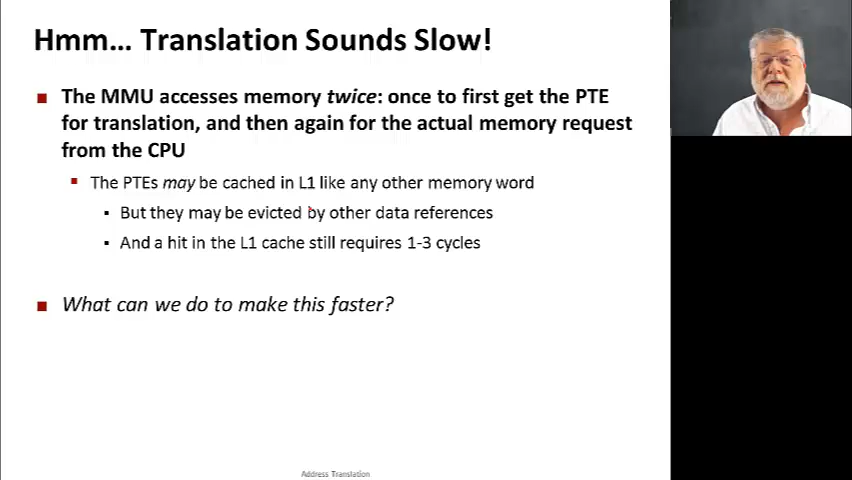 Hmm… Translation Sounds Slow!
The MMU accesses memory twice: once to first get the PTE
for translation, and then again for the actual memory request
from the CPU
The PTEs may be cached in L1 like any other memory word
But they may be evicted by other data references
And a hit in the L1 cache still requires 1-3 cycles
What can we do to make this faster?
Address Translation